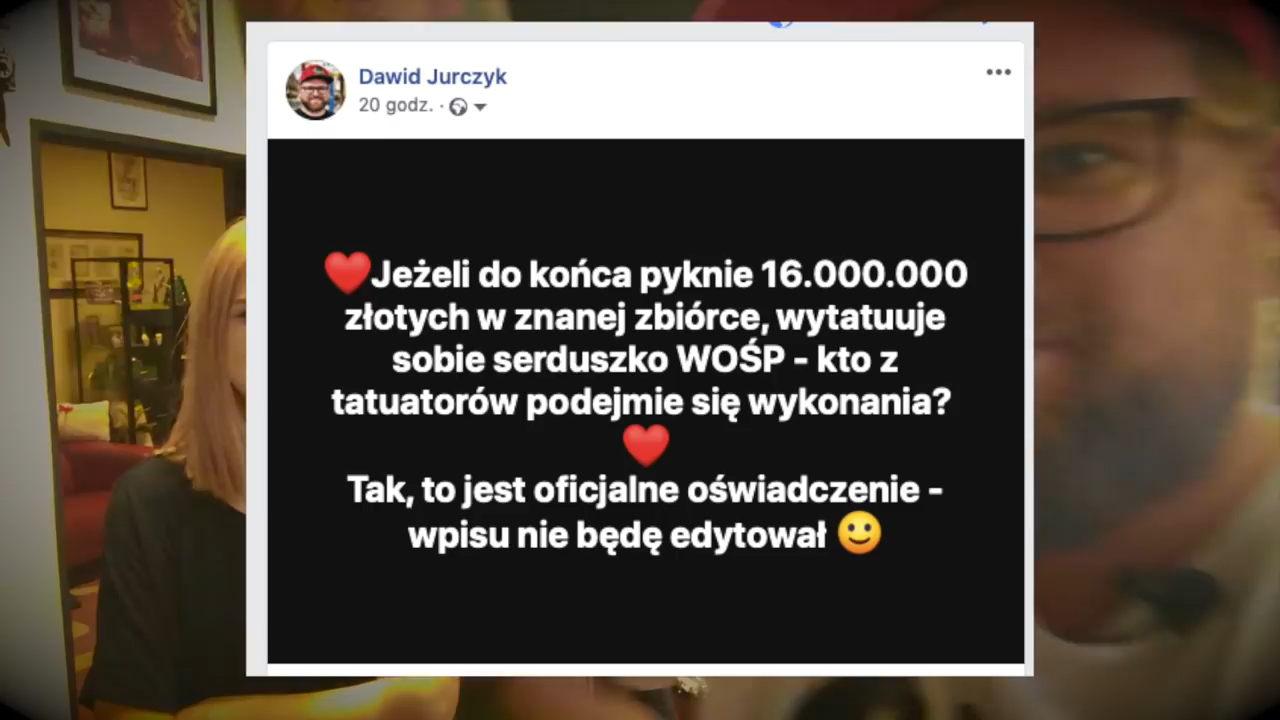 Dawid Jurczyk
20 godz. ·
❤️Jeżeli do końca pyknie 16.000.000
złotych w znanej zbiórce, wytatuuje
sobie serduszko WOŚP - kto z
tatuatorów podejmie się wykonania?
❤️
Tak, to jest oficjalne oświadczenie -
wpisu nie będę edytował 🙂